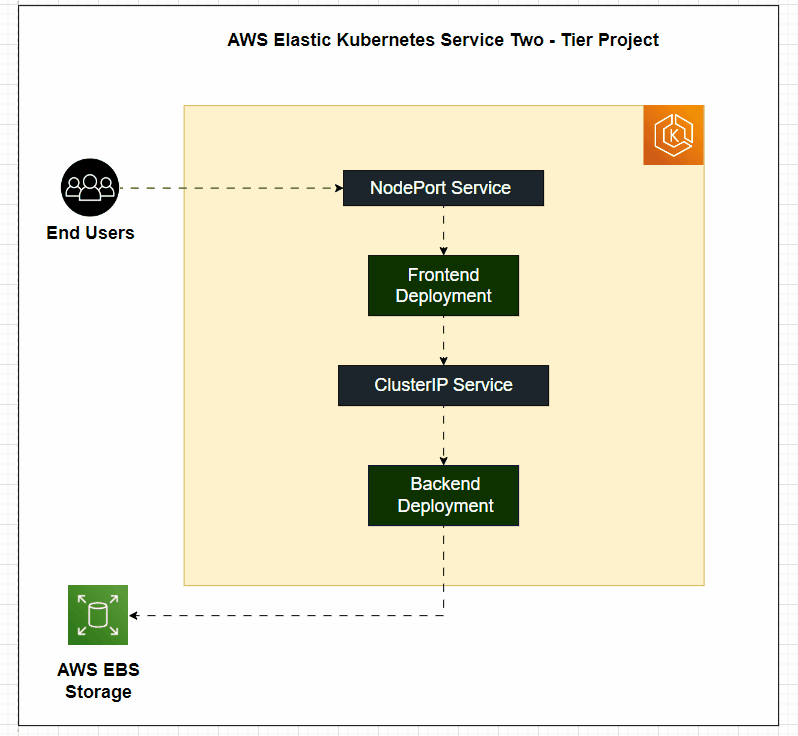 AWS Elastic Kubernetes Service Two - Tier Project
K
NodePort Service
End Users
Frontend
Deployment
ClusterIP Service
Backend
Deployment
AWS EBS
Storage